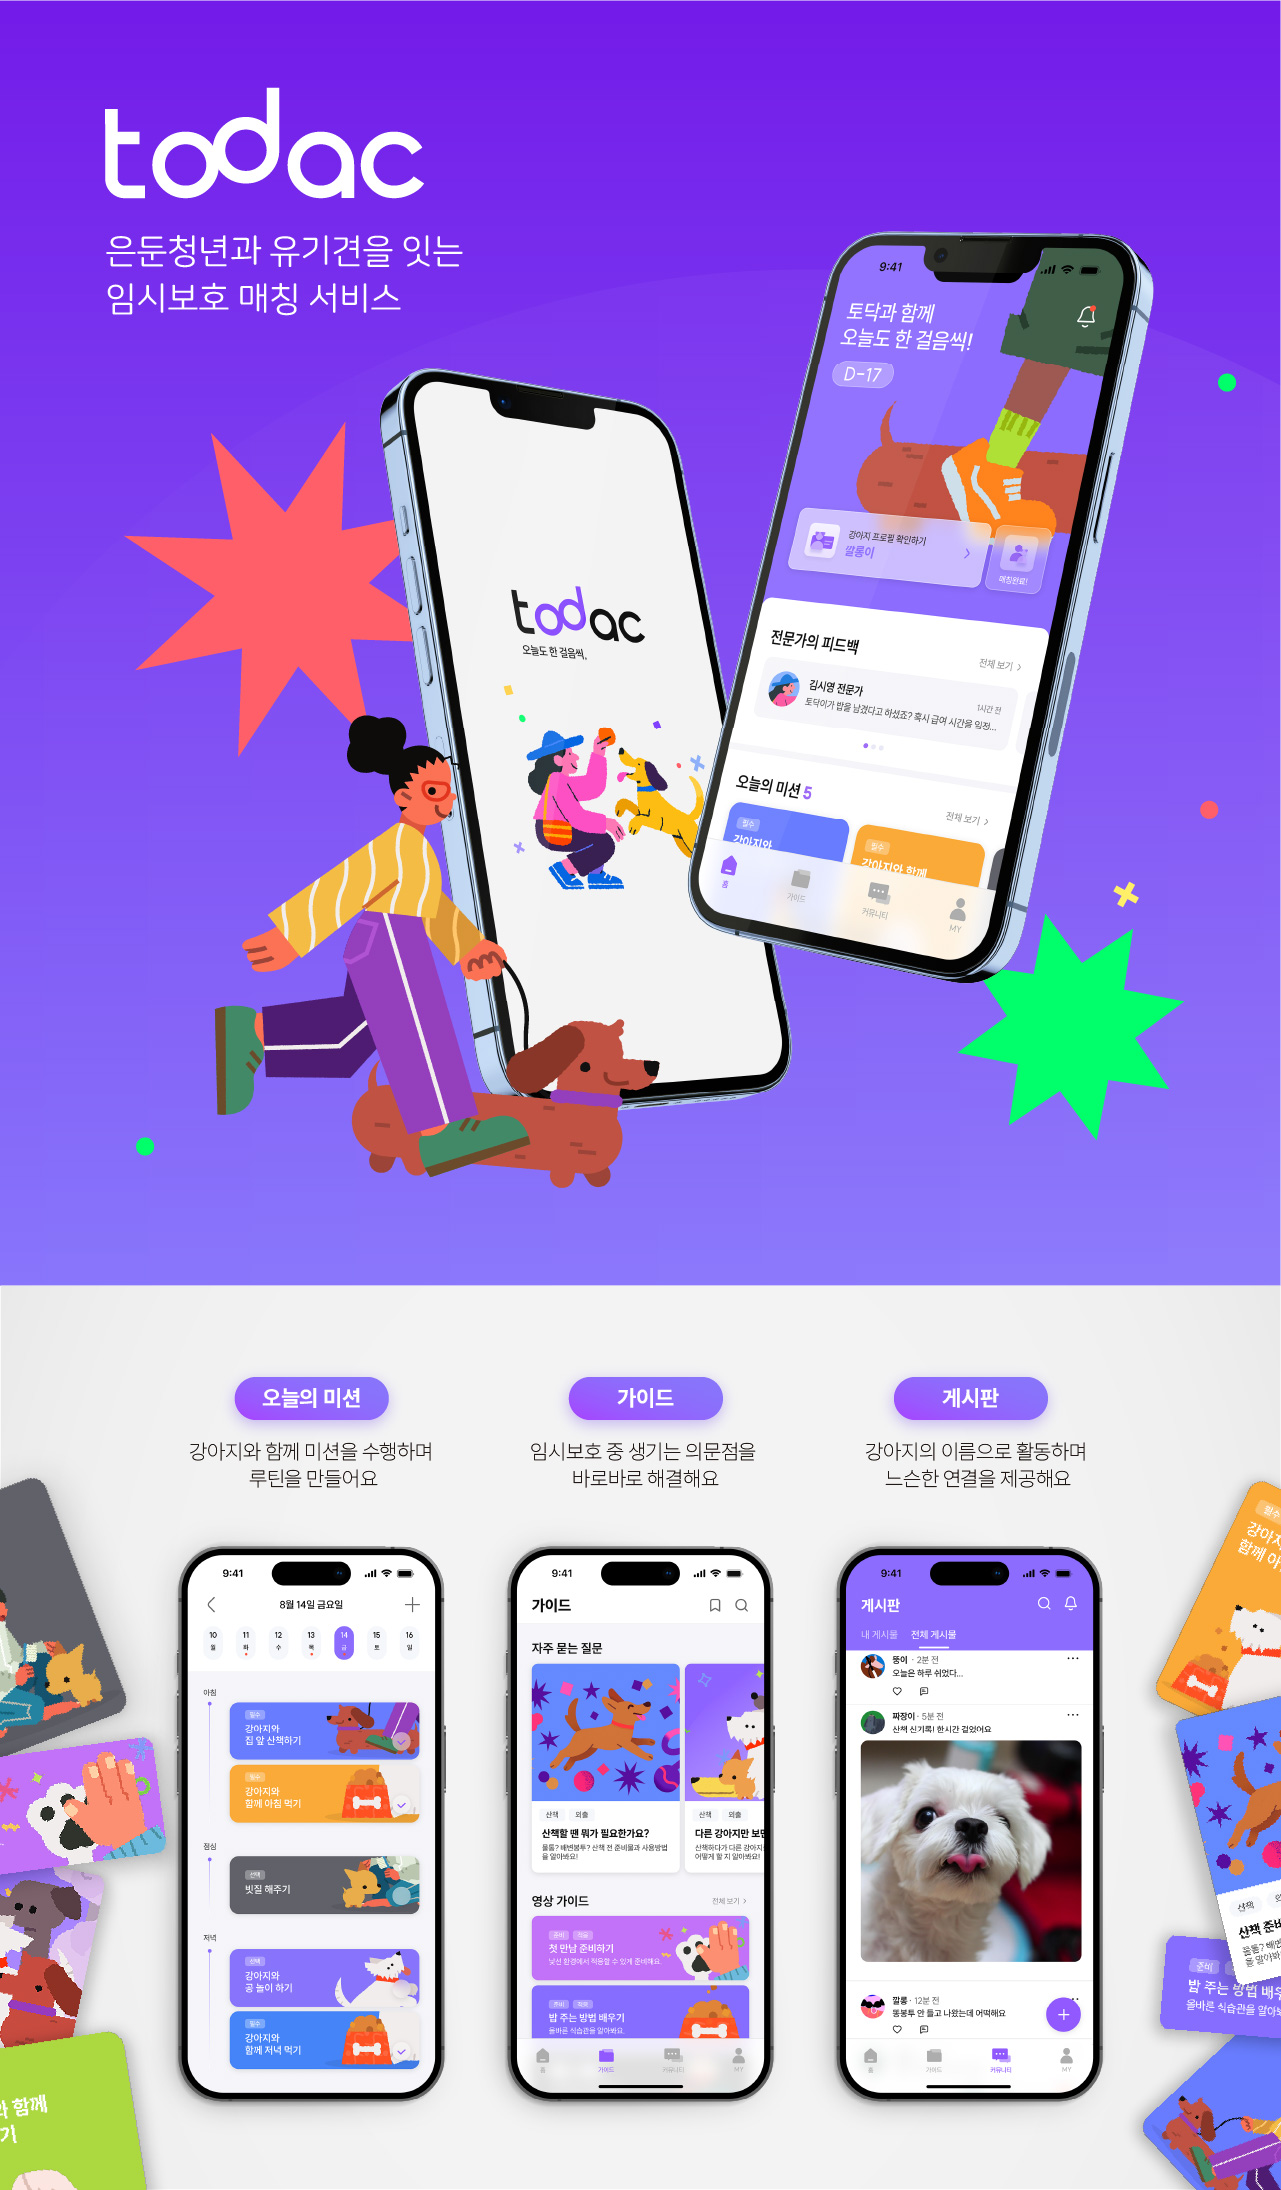 todac
은둔청년과 유기견을 잇는
임시보호 매칭 서비스
9:41
토닥과 함께
오늘도 한 걸음씩!
D-17
강아지 프로필 확인하기
깔롱이
매칭완료!
전문가의 피드백
전체 보기
김시영 전문가
1시간 전
토닥이가 밥을 남겼다고 하셨죠? 혹시 급여 시간을 일정...
오늘의 미션 5
전체 보기
필수
강아지와
필수
강아지와 함께
홈
가이드
커뮤니티
MY
todac
오늘도 한 걸음씩,
오늘의 미션
강아지와 함께 미션을 수행하며
루틴을 만들어요
가이드
임시보호 중 생기는 의문점을
바로바로 해결해요
게시판
강아지의 이름으로 활동하며
느슨한 연결을 제공해요
9:41
8월 14일 금요일
10 11 12 13 14 15 16
월 화 수 목 금 토 일
아침
필수
강아지와
집 앞 산책하기
필수
강아지와
함께 아침 먹기
점심
선택
빗질 해주기
저녁
선택
강아지와
공 놀이 하기
필수
강아지와
함께 저녁 먹기
9:41
가이드
자주 묻는 질문
산책 외출
산책할 땐 뭐가 필요한가요?
물통? 배변봉투? 산책 전 준비물과 사용방법
을 알아봐요!
산책 외출
다른 강아지만 보면
산책하다가 다른 강아지
어떻게 할 지 알아봐요!
영상 가이드
전체 보기
준비 적응
첫 만남 준비하기
낯선 환경에서 적응할 수 있게 준비해요
준비
밥 주는 방법 배우기
올바른 식습관을 알아봐요.
홈
가이드
커뮤니티
MY
9:41
게시판
내 게시물 전체 게시물
뚱이 · 2분 전
오늘은 하루 쉬었다...
짜장이 · 5분 전
산책 신기록! 한시간 걸었어요
깔롱 · 12분 전
똥봉투 안 들고 나왔는데 어떡해요
홈
가이드
커뮤니티
MY
와 함께
기
필수
강아지
함께 아
산책
산책 준비
물통? 배변
을 알아봐
준비
밥 주는 방법 배우
올바른 식습관을 알아